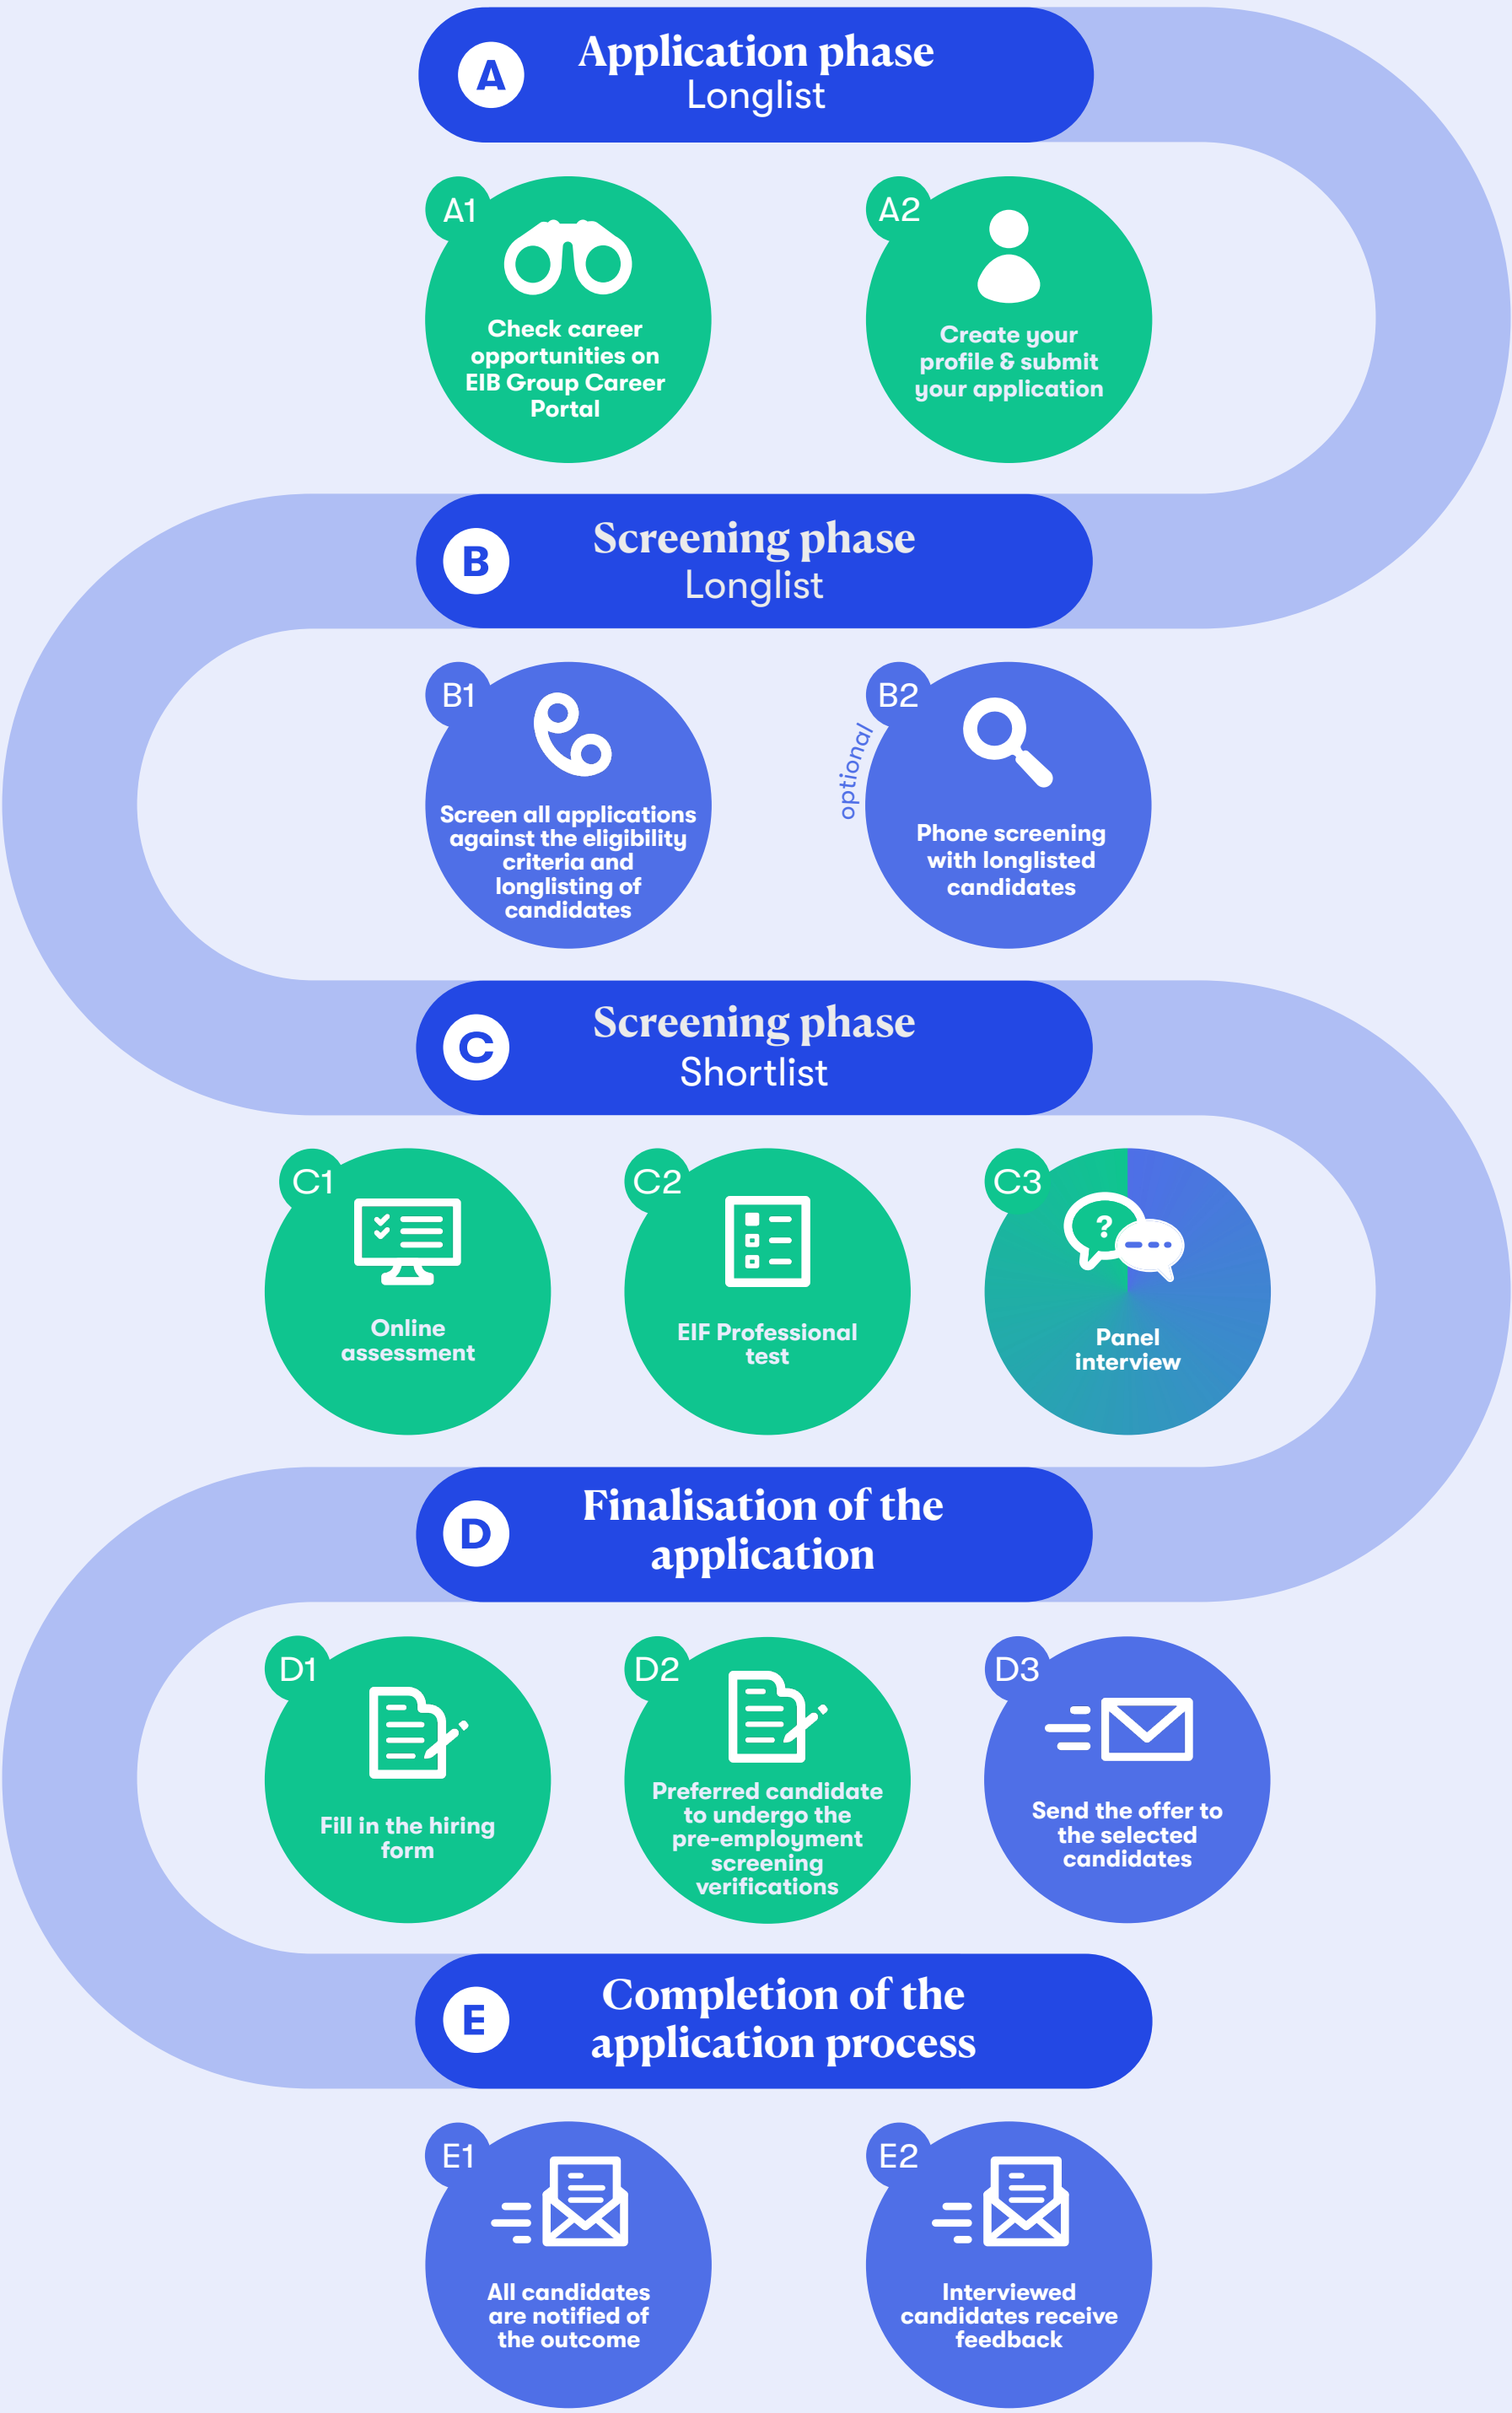 A
Application phase
Longlist
A1
Check career
opportunities on
EIB Group Career
Portal
A2
Create your
profile & submit
your application
B
Screening phase
Longlist
B1
Screen all applications
against the eligibility
criteria and
longlisting of
candidates
optional
B2
Phone screening
with longlisted
candidates
C
Screening phase
Shortlist
C1
Online
assessment
C2
EIF Professional
test
C3
?
Panel
interview
D
Finalisation of the
application
D1
Fill in the hiring
form
D2
Preferred candidate
to undergo the
pre-employment
screening
verifications
D3
Send the offer to
the selected
candidates
E
Completion of the
application process
E1
All candidates
are notified of
the outcome
E2
Interviewed
candidates receive
feedback